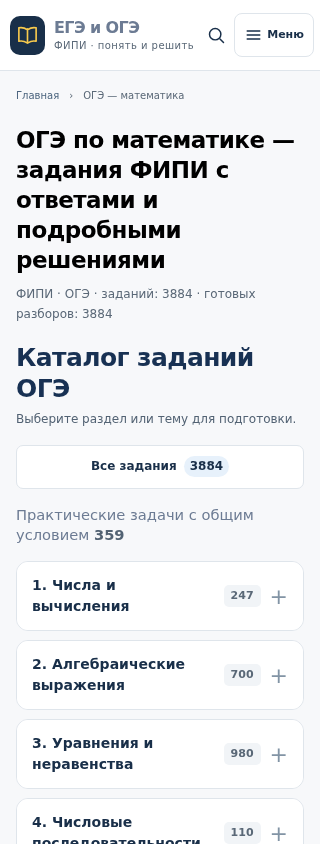 ЕГЭ и ОГЭ
ФИПИ · понять и решить
Меню
Главная › ОГЭ — математика
ОГЭ по математике —
задания ФИПИ с
ответами и
подробными
решениями
ФИПИ · ОГЭ · заданий: 3884 · готовых
разборов: 3884
Каталог заданий
ОГЭ
Выберите раздел или тему для подготовки.
Все задания 3884
Практические задачи с общим
условием 359
1. Числа и
вычисления
247
2. Алгебраические
выражения
700
3. Уравнения и
неравенства
980
4. Числовые
последовательности
110